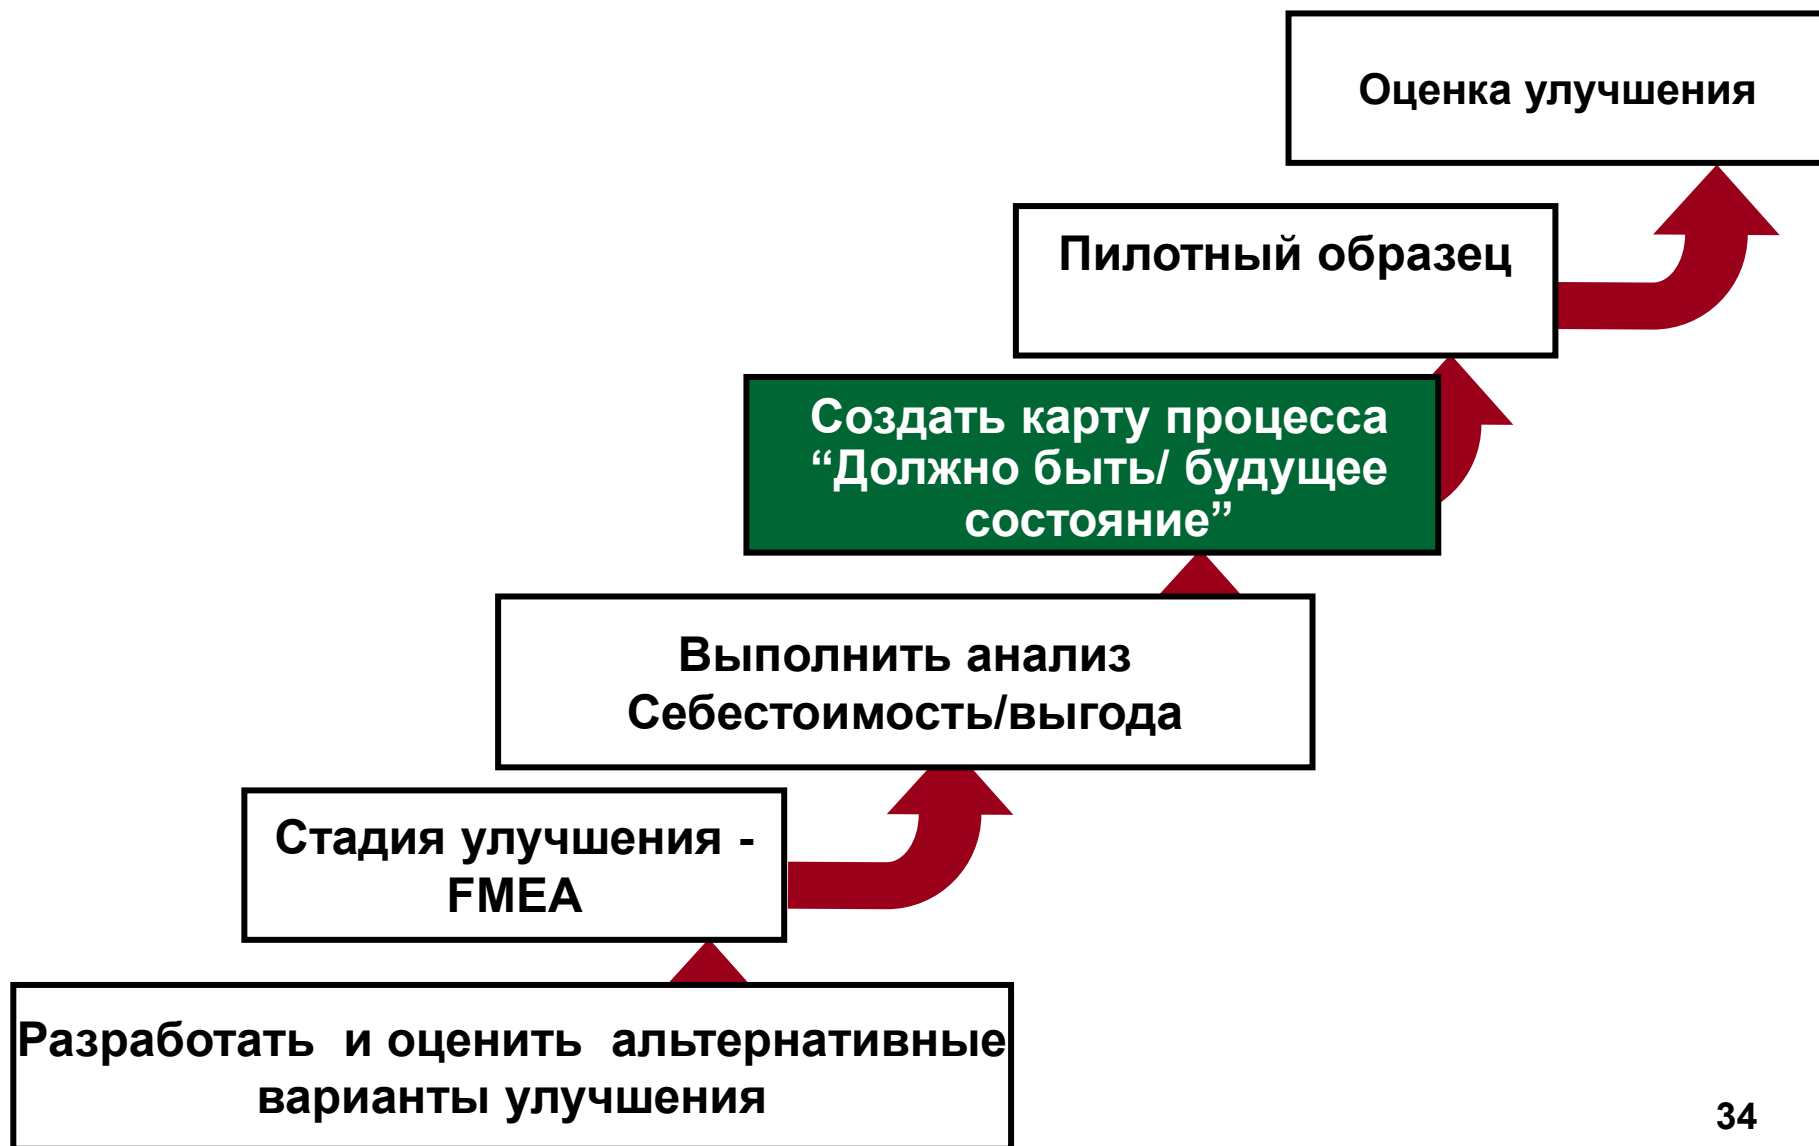 Оценка улучшения
Пилотный образец
Создать карту процесса
“Должно быть/ будущее
состояние”
Выполнить анализ
Себестоимость/выгода
Стадия улучшения -
FMEA
Разработать и оценить альтернативные
варианты улучшения
34